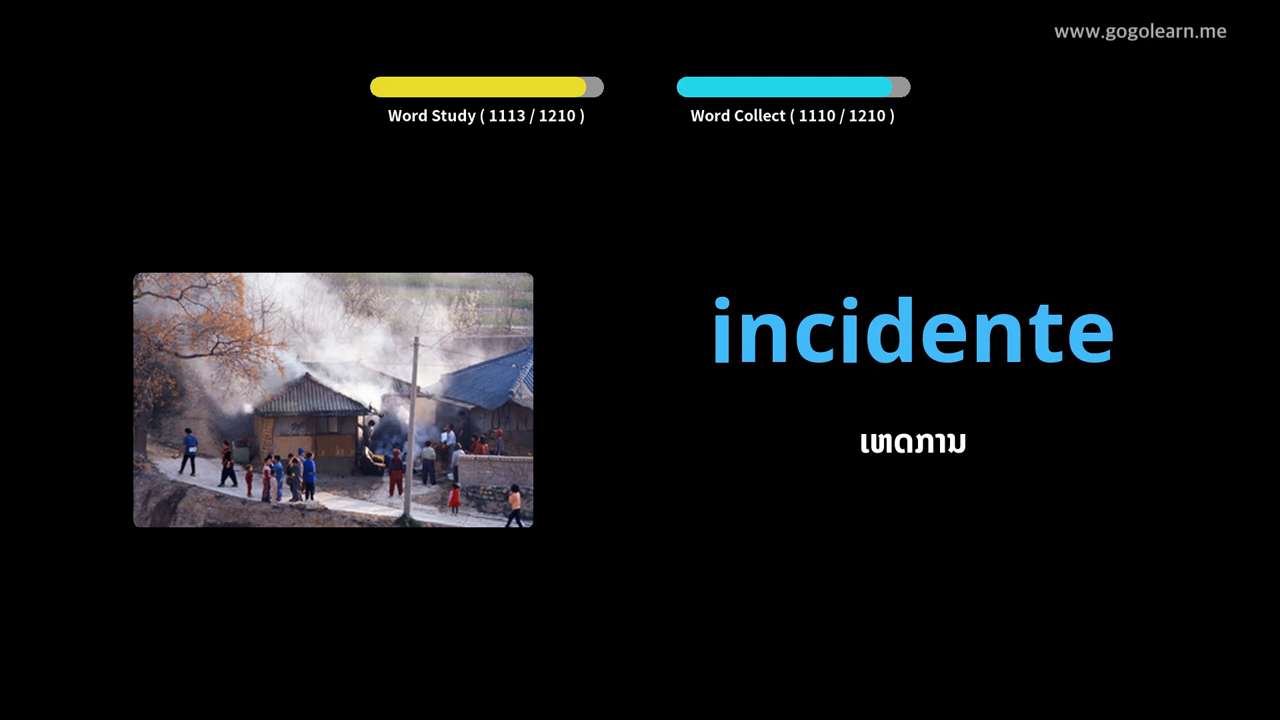 www.gogolearn.me
Word Study ( 1113 / 1210 )
Word Collect ( 1110 / 1210 )
incidente
ເຫດການ